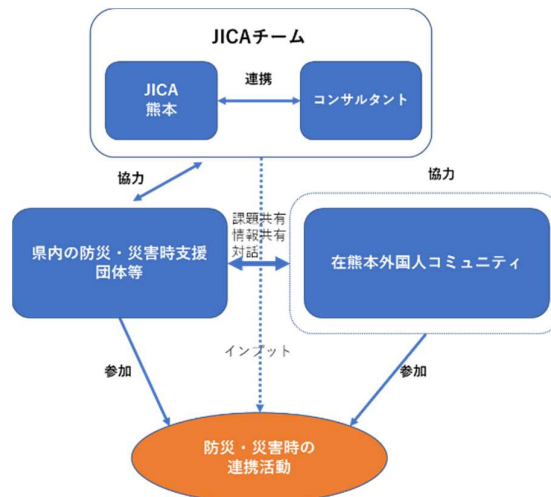 JICAチーム
JICA
熊本
連携
コンサルタント
協力
協力
県内の防災・災害時支援
団体等
課題共有
情報共有
対話
在熊本外国人コミュニティ
インプット
参加
参加
防災・災害時の
連携活動